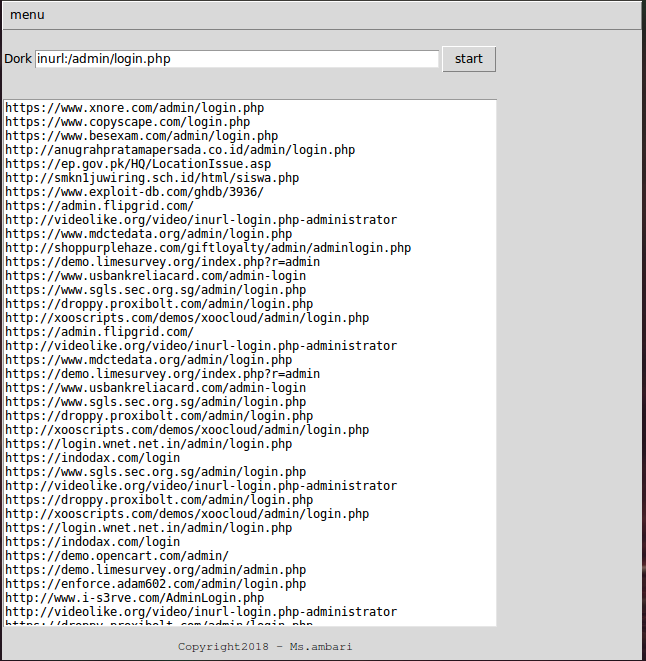 menu
Dork inurl:/admin/login.php start
https://www.xnore.com/admin/login.php
https://www.copyscape.com/login.php
https://www.besexam.com/admin/login.php
http://anugrahpratamapersada.co.id/admin/login.php
https://ep.gov.pk/HQ/LocationIssue.asp
http://smkn1juwiring.sch.id/html/siswa.php
https://www.exploit-db.com/ghdb/3936/
https://admin.flipgrid.com/
http://videolike.org/video/inurl-login.php-administrator
https://www.mdctedata.org/admin/login.php
http://shoppurplehaze.com/giftloyalty/admin/adminlogin.php
https://demo.limesurvey.org/index.php?r=admin
https://www.usbankreliacard.com/admin-login
https://www.sgls.sec.org.sg/admin/login.php
https://droppy.proxibolt.com/admin/login.php
http://xooscripts.com/demos/xoocloud/admin/login.php
https://admin.flipgrid.com/
http://videolike.org/video/inurl-login.php-administrator
https://www.mdctedata.org/admin/login.php
https://demo.limesurvey.org/index.php?r=admin
https://www.usbankreliacard.com/admin-login
https://www.sgls.sec.org.sg/admin/login.php
https://droppy.proxibolt.com/admin/login.php
http://xooscripts.com/demos/xoocloud/admin/login.php
https://login.wnet.net.in/admin/login.php
https://indodax.com/login
https://www.sgls.sec.org.sg/admin/login.php
http://videolike.org/video/inurl-login.php-administrator
https://droppy.proxibolt.com/admin/login.php
http://xooscripts.com/demos/xoocloud/admin/login.php
https://login.wnet.net.in/admin/login.php
https://indodax.com/login
https://demo.opencart.com/admin/
https://demo.limesurvey.org/admin/admin.php
https://enforce.adam602.com/admin/login.php
http://www.i-s3rve.com/AdminLogin.php
http://videolike.org/video/inurl-login.php-administrator
https://droppy.proxibolt.com/admin/login.php
Copyright2018 - Ms.ambari